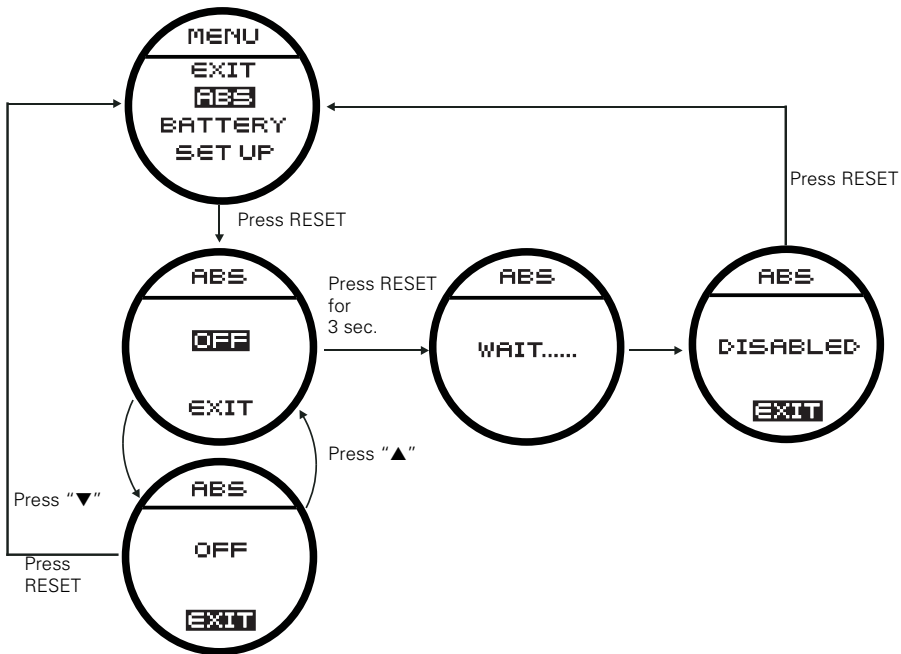 MENU
EXIT
ABS
BATTERY
SET UP
Press RESET
Press RESET
ABS
OFF
EXIT
Press RESET
for
3 sec.
ABS
WAIT......
ABS
DISABLED
EXIT
Press "▲"
Press "▼"
ABS
OFF
EXIT
Press
RESET